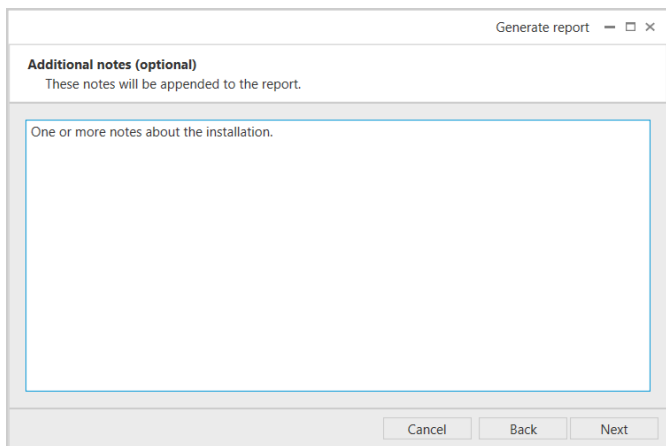 Generate report
Additional notes (optional)
These notes will be appended to the report.
One or more notes about the installation.
Cancel Back Next